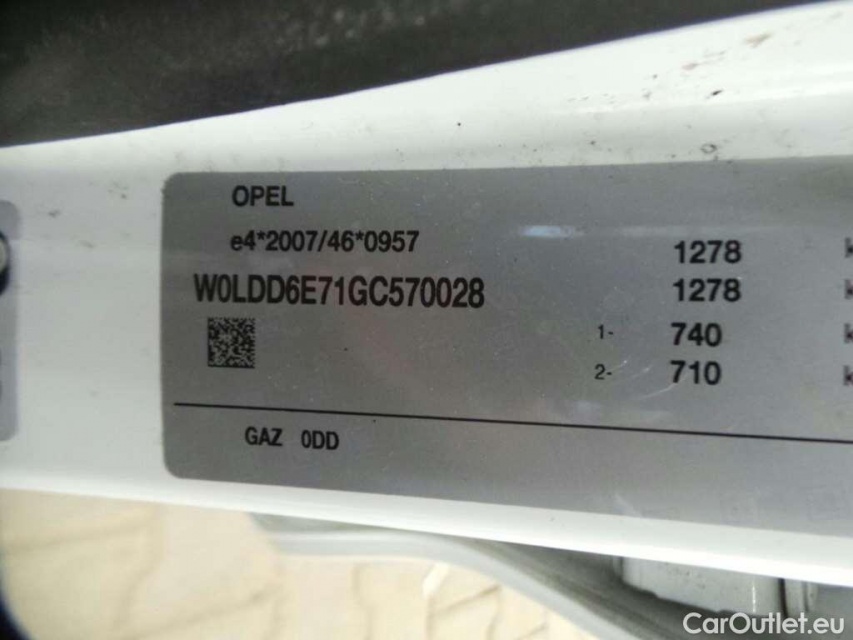 OPEL
e4*2007/46*0957
1278 k
W0LDD6E71GC570028
1278 k
1- 740 k
2- 710 k
GAZ 0DD
CarOutlet.eu